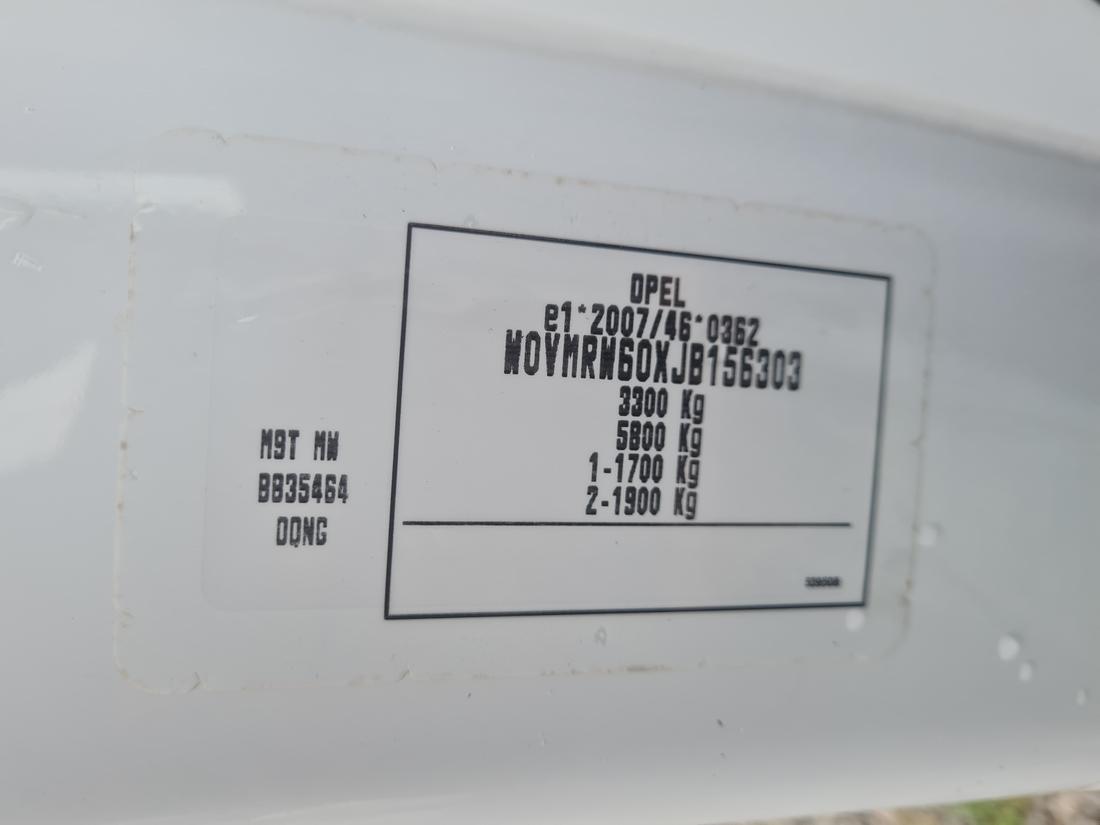 OPEL
e1*2007/46*0362
W0VMRW60XJB156303
3300 Kg
5800 Kg
1-1700 Kg
2-1900 Kg
M9T MW
B835464
DQNG